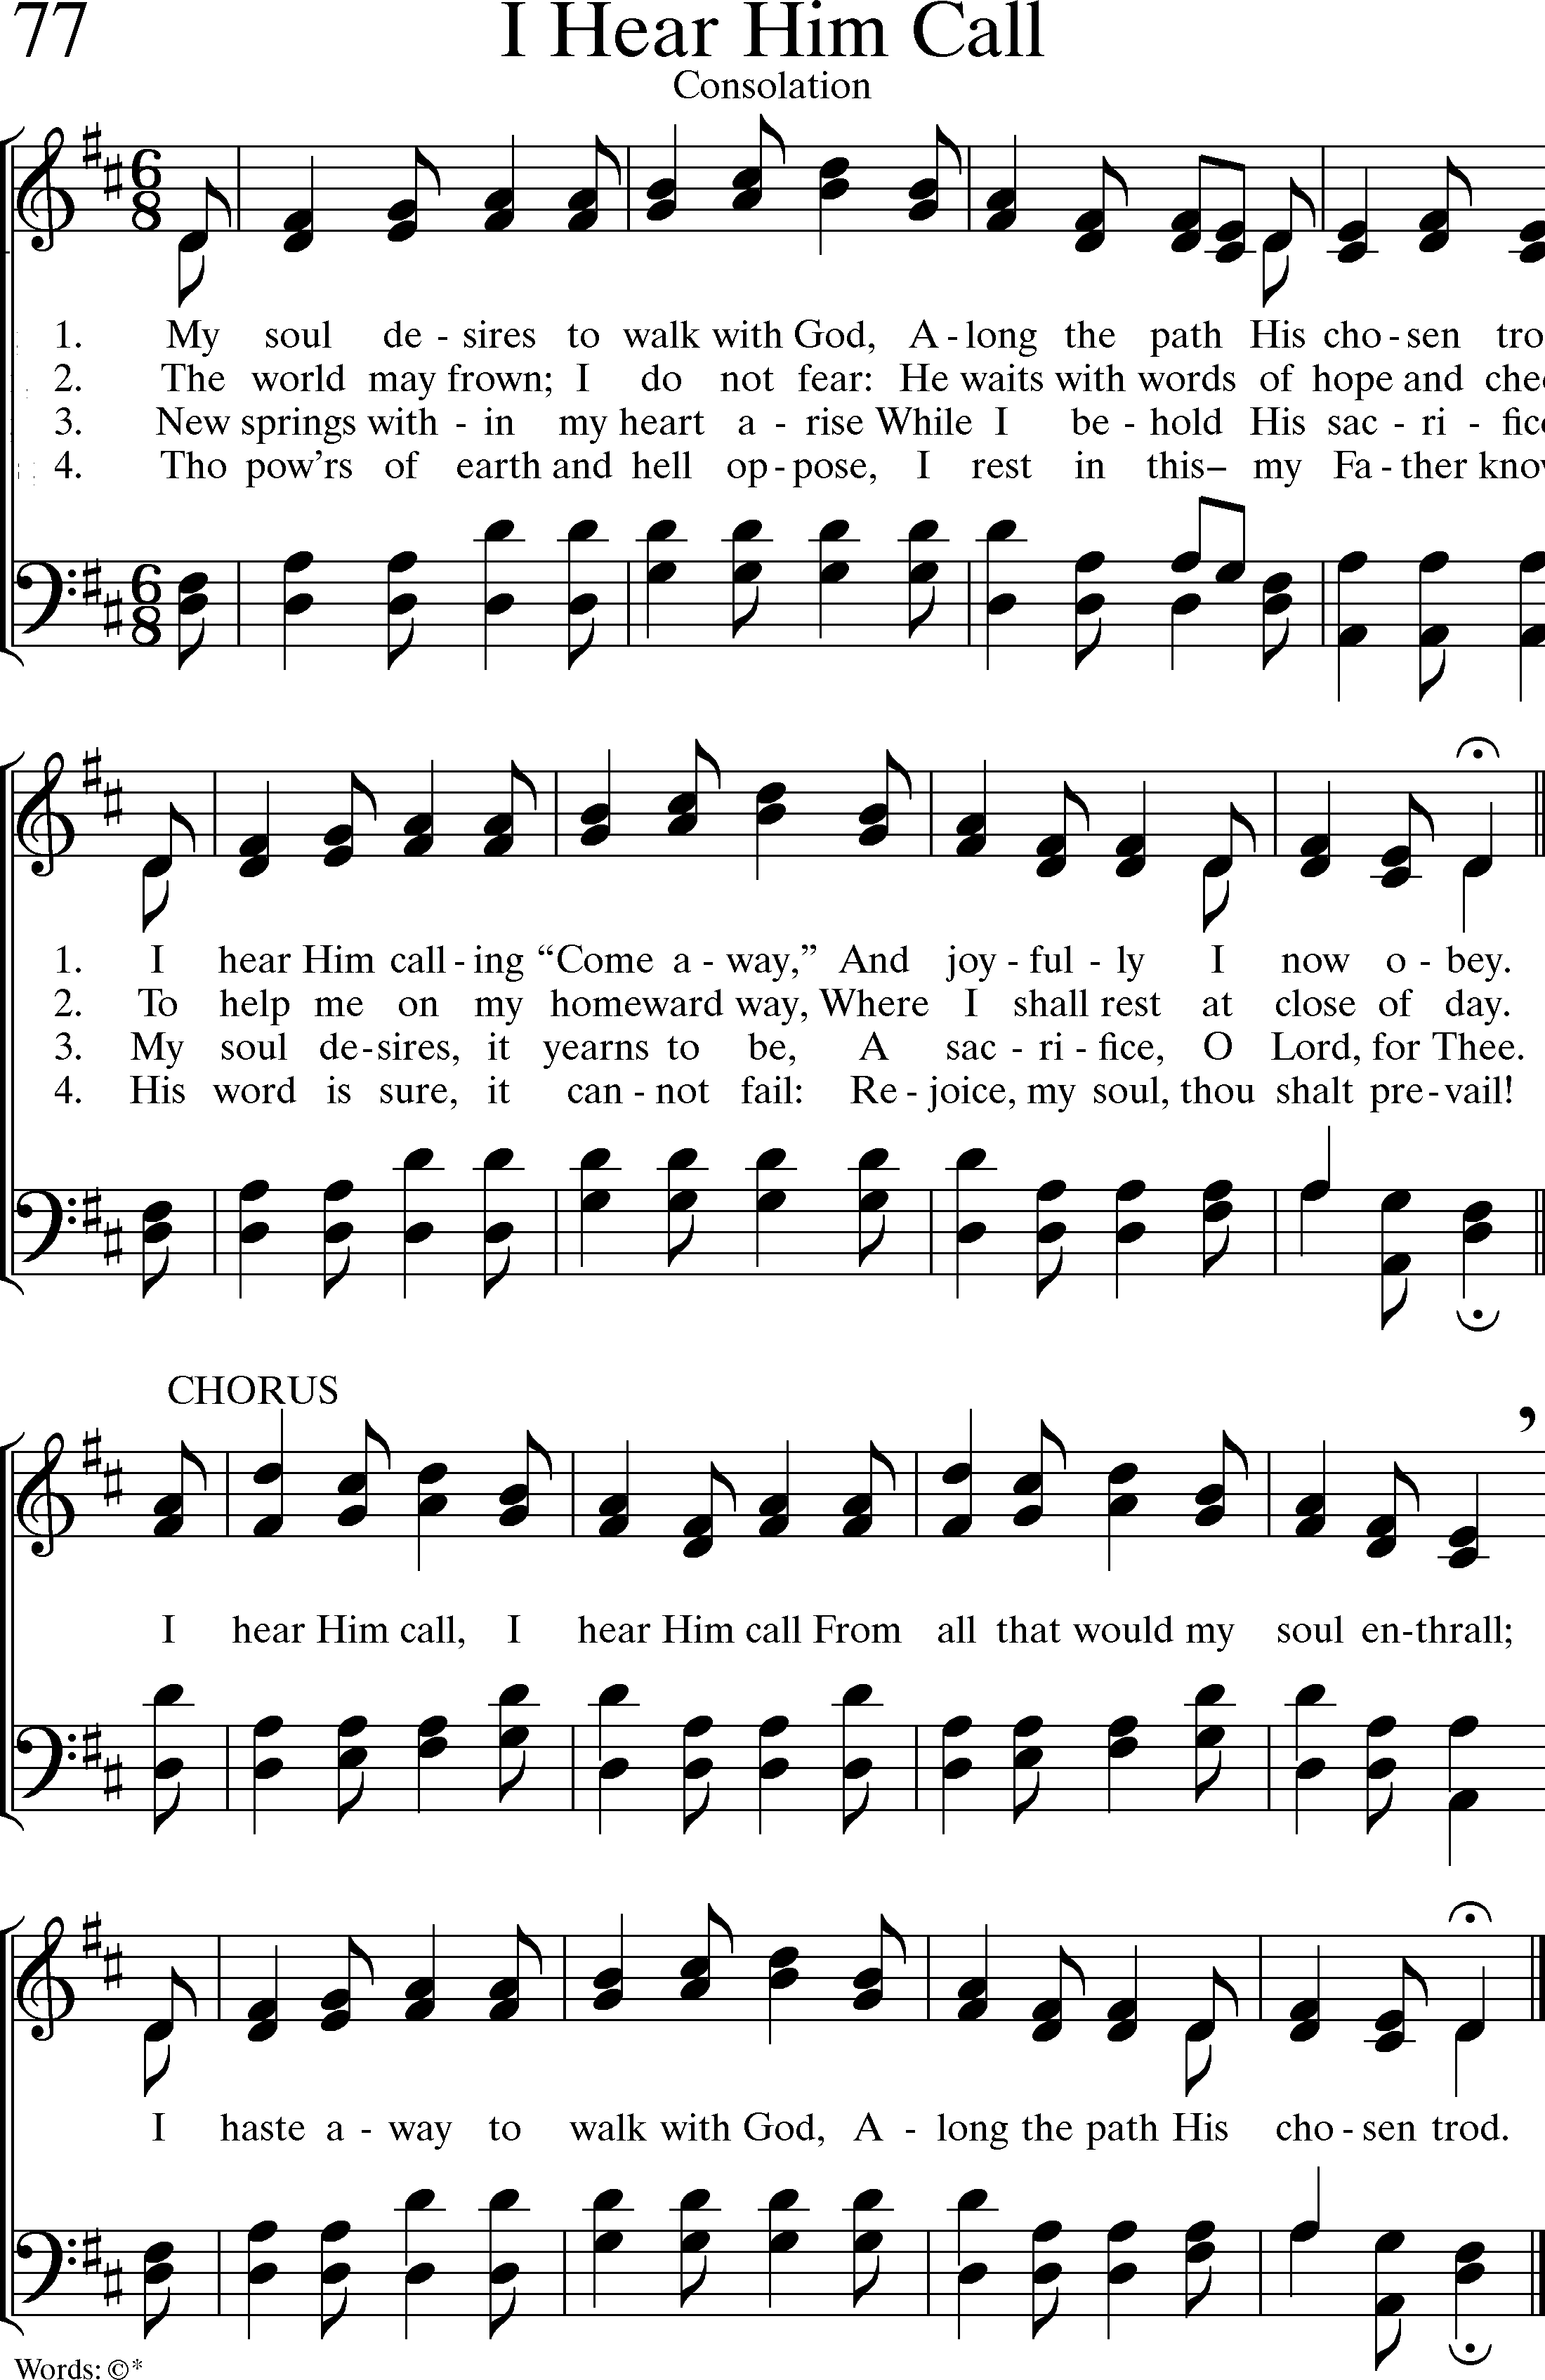 77
I Hear Him Call
Consolation
1. My soul de - sires to walk with God, A - long the path His cho - sen tro
2. The world may frown; I do not fear: He waits with words of hope and chee
3. New springs with - in my heart a - rise While I be - hold His sac - ri - fice
4. Tho pow'rs of earth and hell op - pose, I rest in this– my Fa - ther know
1. I hear Him call - ing “Come a - way,” And joy - ful - ly I now o - bey.
2. To help me on my homeward way, Where I shall rest at close of day.
3. My soul de - sires, it yearns to be, A sac - ri - fice, O Lord, for Thee.
4. His word is sure, it can - not fail: Re - joice, my soul, thou shalt pre - vail!
CHORUS
I hear Him call, I hear Him call From all that would my soul en - thrall;
I haste a - way to walk with God, A - long the path His cho - sen trod.
Words: ©*